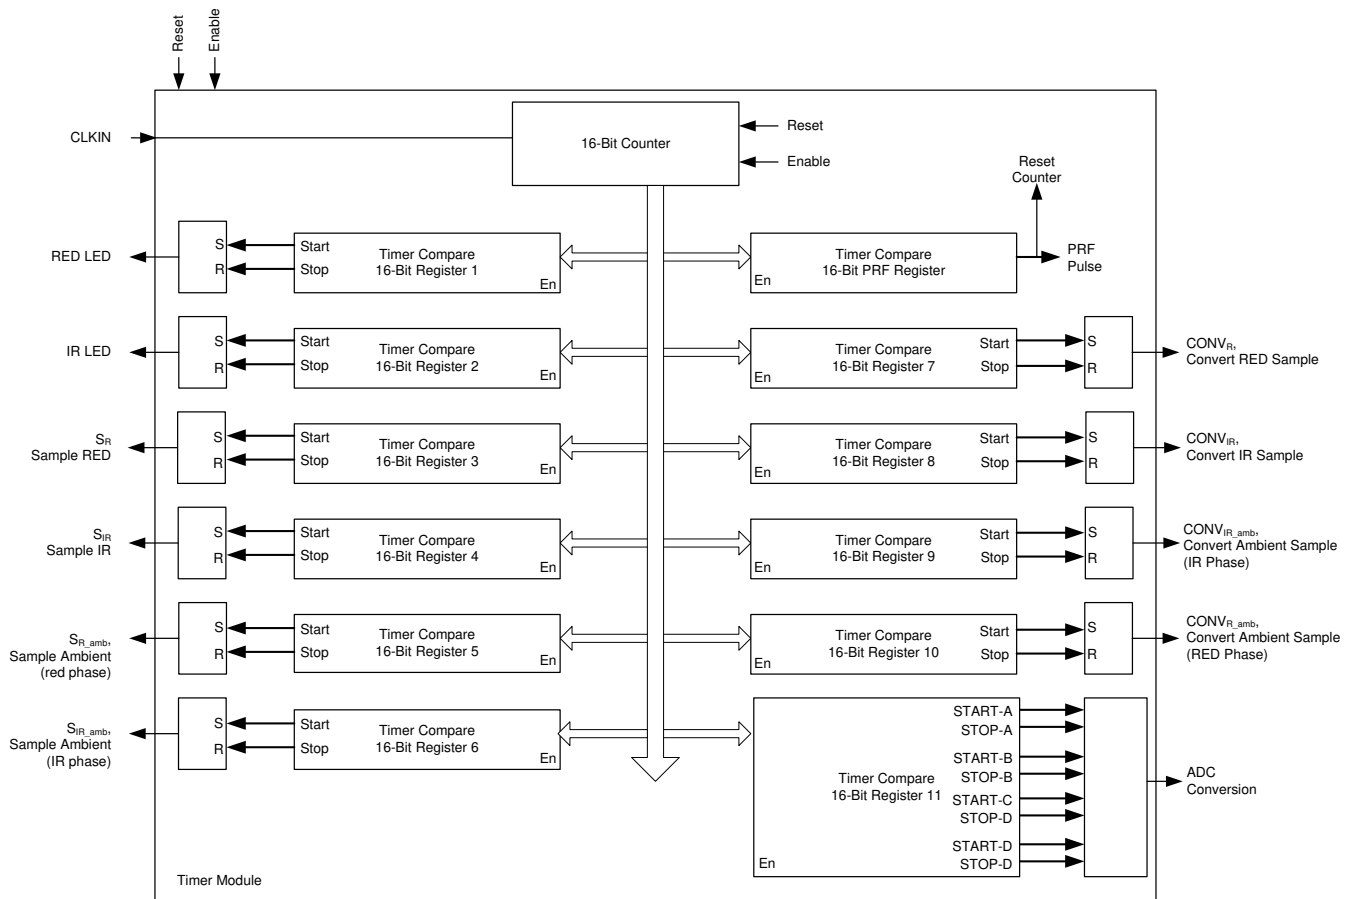 Reset
Enable
CLKIN
16-Bit Counter
Reset
Enable
Reset
Counter
RED LED
S
R
Start
Stop
Timer Compare
16-Bit Register 1
En
Timer Compare
16-Bit PRF Register
En
PRF
Pulse
IR LED
S
R
Start
Stop
Timer Compare
16-Bit Register 2
En
Timer Compare
16-Bit Register 7
En
Start
Stop
S
R
CONVR,
Convert RED Sample
SR
Sample RED
S
R
Start
Stop
Timer Compare
16-Bit Register 3
En
Timer Compare
16-Bit Register 8
En
Start
Stop
S
R
CONVIR,
Convert IR Sample
SIR
Sample IR
S
R
Start
Stop
Timer Compare
16-Bit Register 4
En
Timer Compare
16-Bit Register 9
En
Start
Stop
S
R
CONVIR_amb,
Convert Ambient Sample
(IR Phase)
SR_amb,
Sample Ambient
(red phase)
S
R
Start
Stop
Timer Compare
16-Bit Register 5
En
Timer Compare
16-Bit Register 10
En
Start
Stop
S
R
CONVR_amb,
Convert Ambient Sample
(RED Phase)
SIR_amb,
Sample Ambient
(IR phase)
S
R
Start
Stop
Timer Compare
16-Bit Register 6
En
Timer Compare
16-Bit Register 11
En
START-A
STOP-A
START-B
STOP-B
START-C
STOP-D
START-D
STOP-D
ADC
Conversion
Timer Module